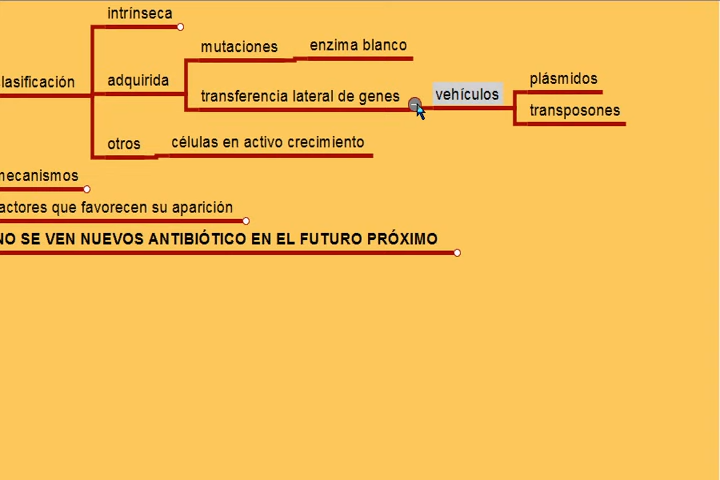 intrínseca
mutaciones
enzima blanco
lasificación
adquirida
transferencia lateral de genes
vehículos
plásmidos
transposones
otros
células en activo crecimiento
mecanismos
actores que favorecen su aparición
NO SE VEN NUEVOS ANTIBIÓTICO EN EL FUTURO PRÓXIMO